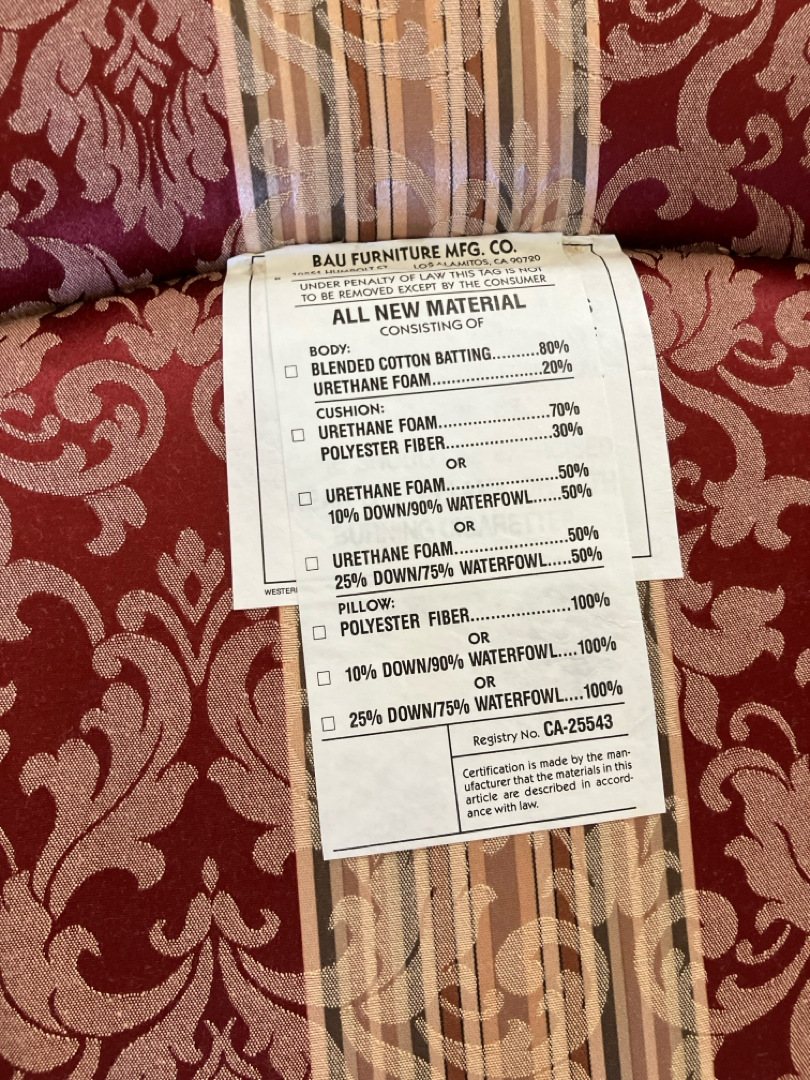 BAU FURNITURE MFG. CO.
10551 HUMBOLT ST. LOS ALAMITOS, CA 90720
UNDER PENALTY OF LAW THIS TAG IS NOT
TO BE REMOVED EXCEPT BY THE CONSUMER
ALL NEW MATERIAL
CONSISTING OF
BODY:
☐ BLENDED COTTON BATTING..........80%
URETHANE FOAM........................20%
CUSHION:
☐ URETHANE FOAM........................70%
POLYESTER FIBER.......................30%
OR
☐ URETHANE FOAM........................50%
10% DOWN/90% WATERFOWL......50%
OR
☐ URETHANE FOAM........................50%
25% DOWN/75% WATERFOWL.....50%
PILLOW:
☐ POLYESTER FIBER.....................100%
OR
☐ 10% DOWN/90% WATERFOWL....100%
OR
☐ 25% DOWN/75% WATERFOWL....100%
Registry No. CA-25543
Certification is made by the man-
ufacturer that the materials in this
article are described in accord-
ance with law.
WESTER